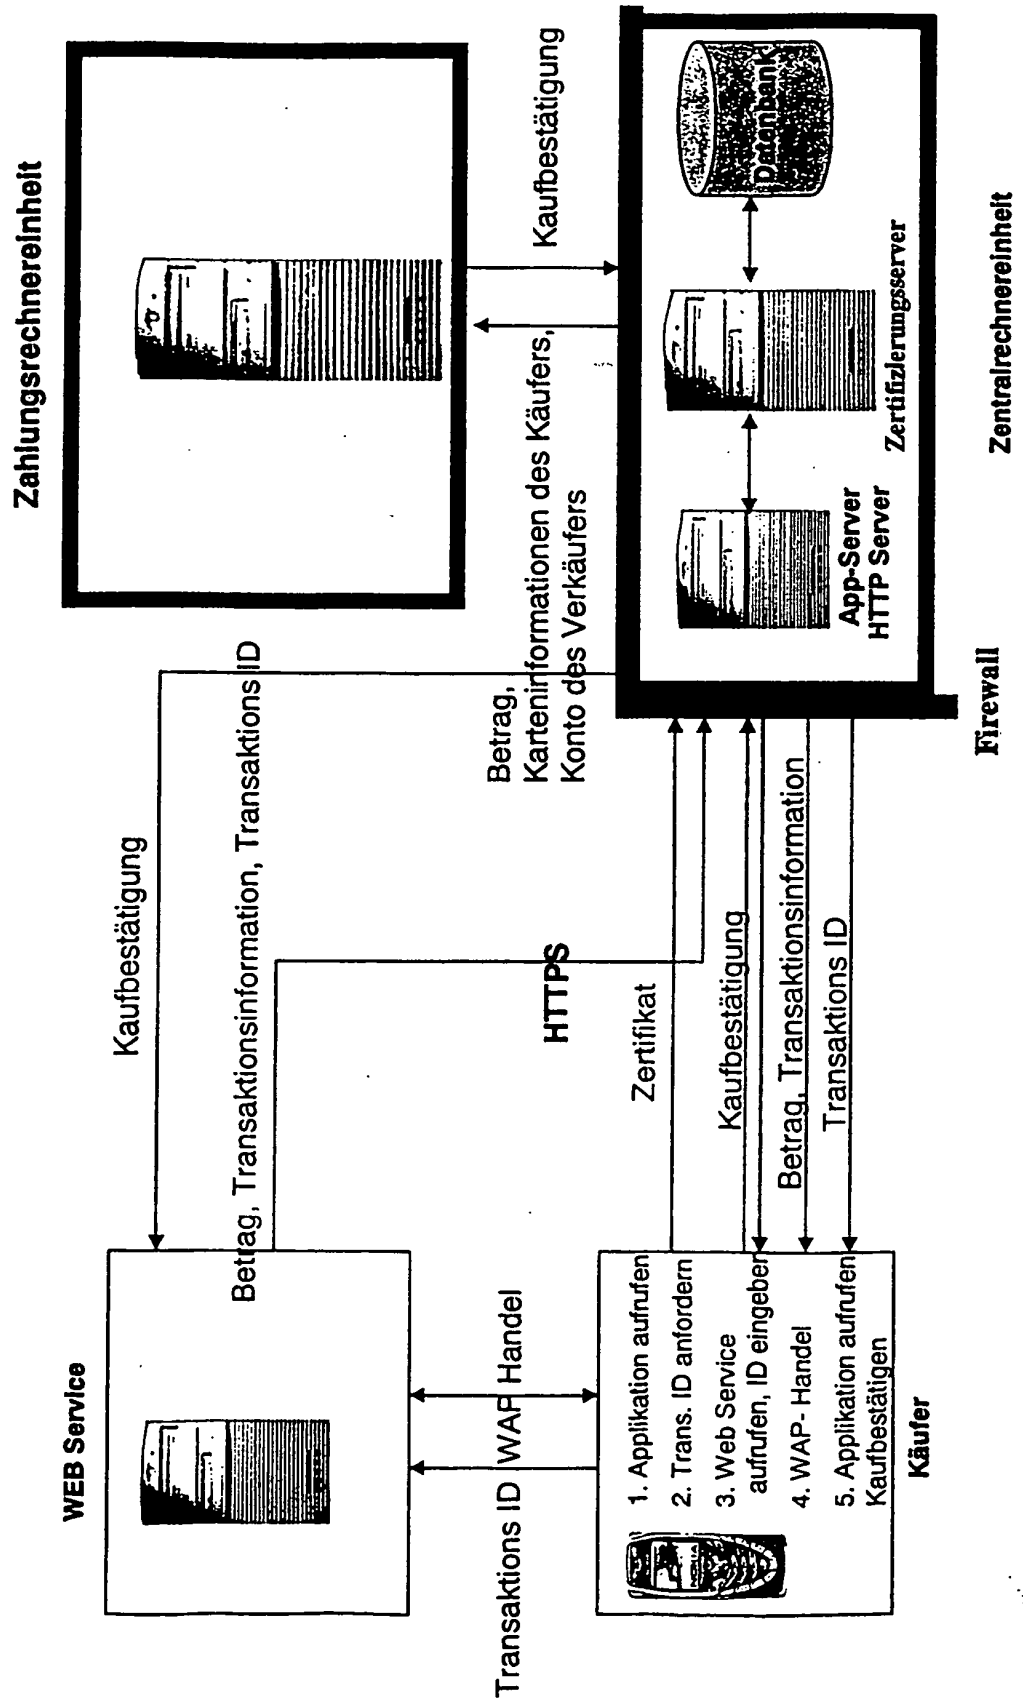 WEB Service
Zahlungsrechnereinheit
Kaufbestätigung
Betrag, Transaktionsinformation, Transaktions ID
Transaktions ID
WAP Handel
HTTPS
Betrag,
Karteninformationen des Käufers,
Konto des Verkäufers
Kaufbestätigung
1. Applikation aufrufen
2. Trans. ID anfordern
3. Web Service
aufrufen, ID eingeben
4. WAP- Handel
5. Applikation aufrufen
Kaufbestätigen
Käufer
Zertifikat
Kaufbestätigung
Betrag, Transaktionsinformation
Transaktions ID
App-Server
HTTP Server
Zertifizlerungsserver
Datenbank
Firewall
Zentralrechnereinheit
NOKIA